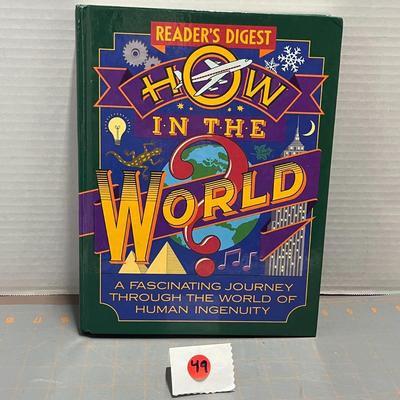 READER'S DIGEST
HOW
IN THE
WORLD
?
A FASCINATING JOURNEY
THROUGH THE WORLD OF
HUMAN INGENUITY
49